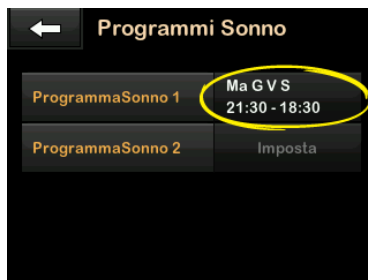 Programmi Sonno
ProgrammaSonno 1
Ma G V S
21:30 - 18:30
ProgrammaSonno 2
Imposta